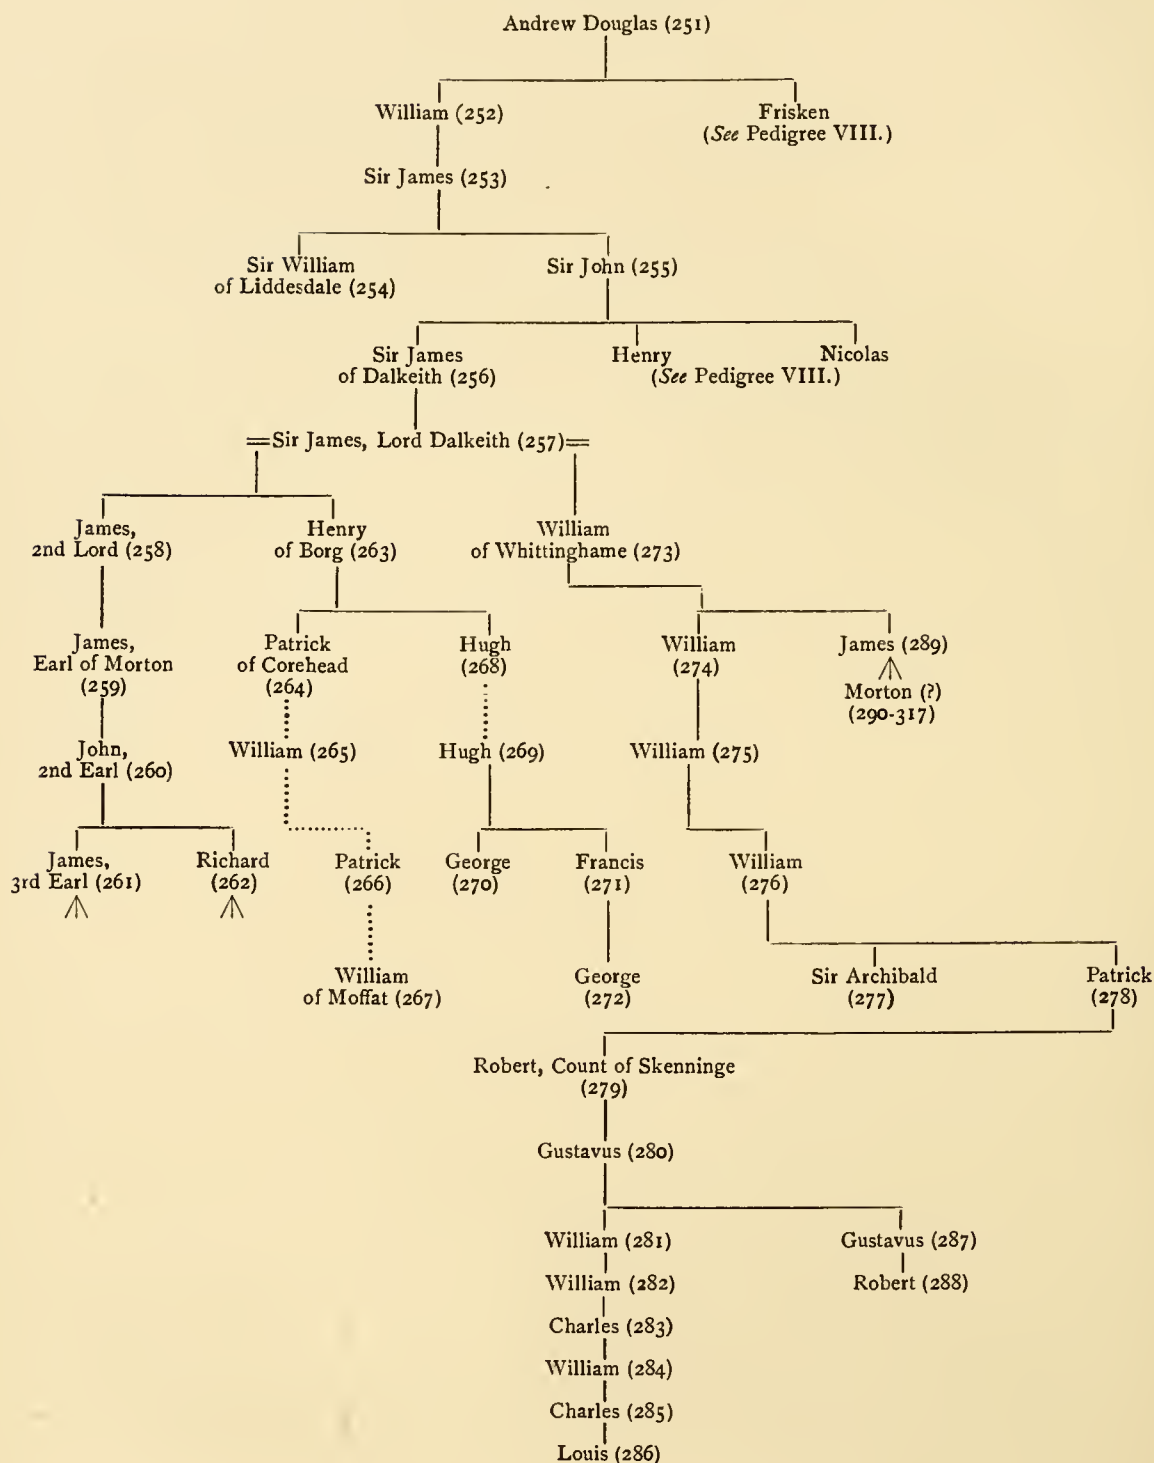 Andrew Douglas (251)
William (252)
Frisken
(See Pedigree VIII.)
Sir James (253)
Sir William
of Liddesdale (254)
Sir John (255)
Sir James
of Dalkeith (256)
Henry
Nicolas
(See Pedigree VIII.)
=Sir James, Lord Dalkeith (257)=
James,
2nd Lord (258)
Henry
of Borg (263)
William
of Whittinghame (273)
James,
Earl of Morton
(259)
Patrick
of Corehead
(264)
Hugh
(268)
William
(274)
James (289)
Morton (?)
(290-317)
John,
2nd Earl (260)
William (265)
Hugh (269)
William (275)
James,
3rd Earl (261)
Richard
(262)
Patrick
(266)
George
(270)
Francis
(271)
William
(276)
William
of Moffat (267)
George
(272)
Sir Archibald
(277)
Patrick
(278)
Robert, Count of Skenninge
(279)
Gustavus (280)
William (281)
Gustavus (287)
William (282)
Robert (288)
Charles (283)
William (284)
Charles (285)
Louis (286)